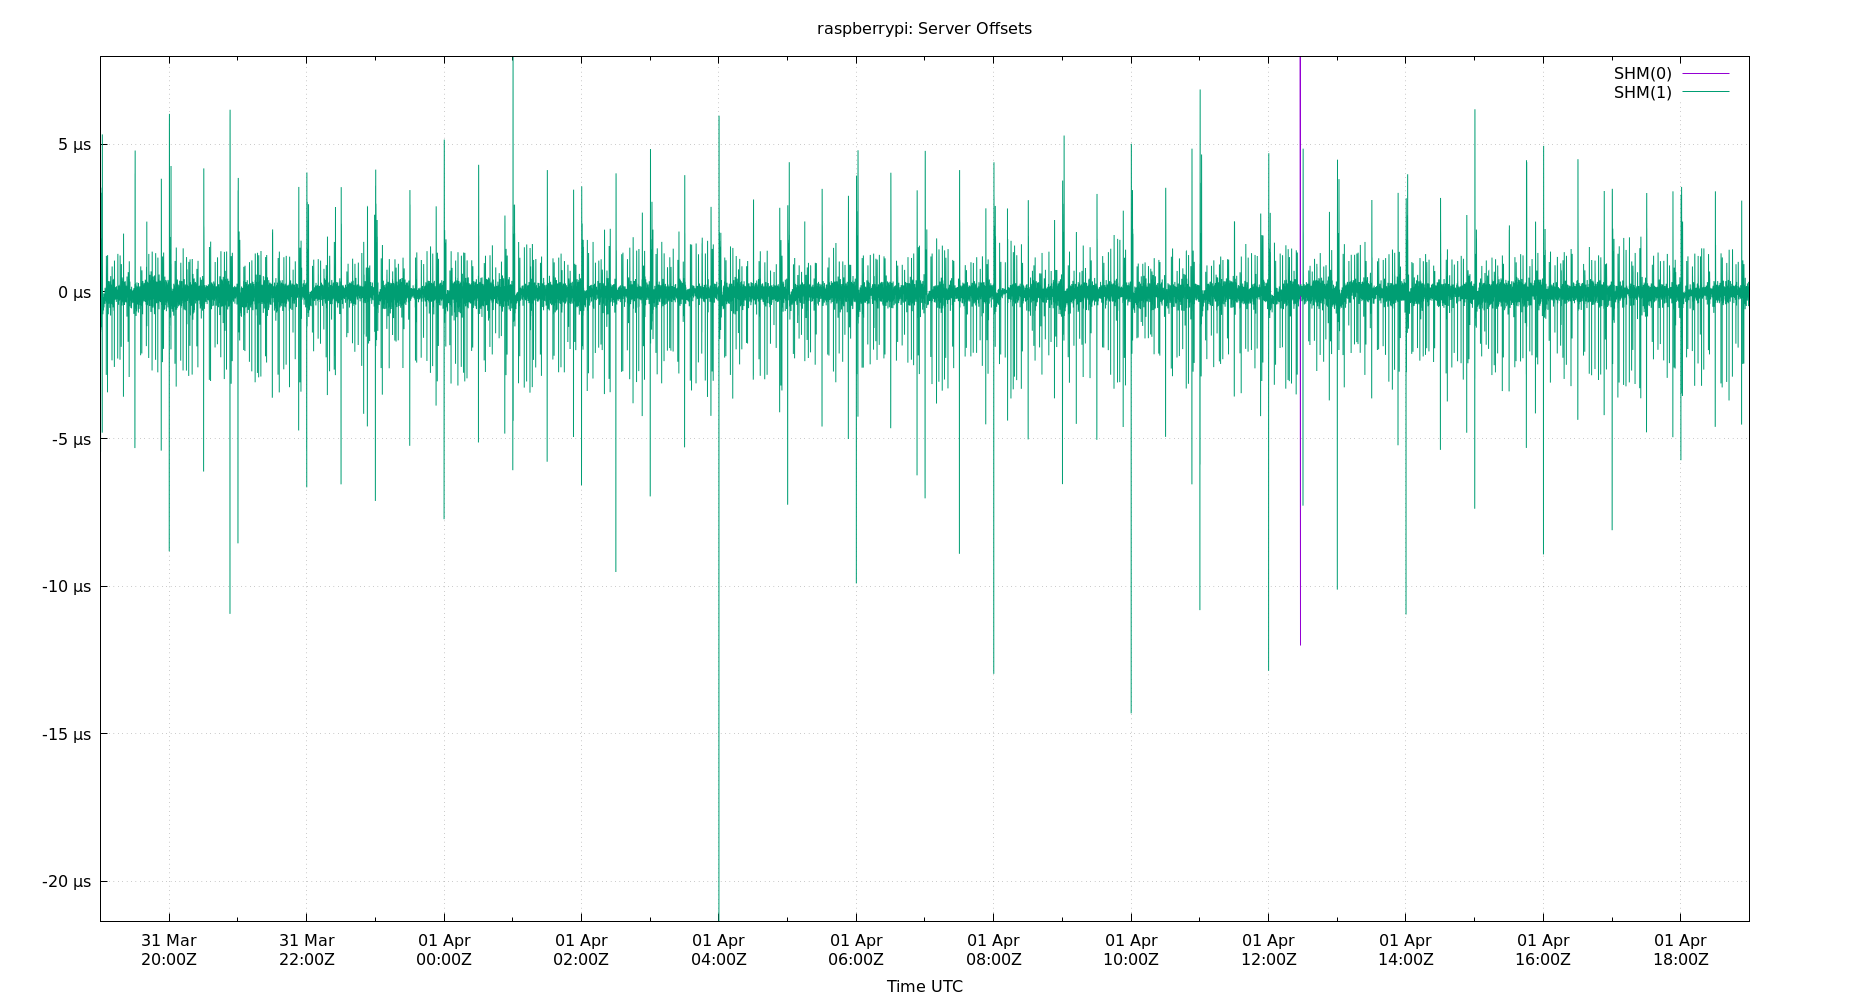 raspberrypi: Server Offsets
SHM(0)
SHM(1)
5 µs
0 µs
-5 µs
-10 µs
-15 µs
-20 µs
31 Mar 31 Mar 01 Apr 01 Apr 01 Apr 01 Apr 01 Apr 01 Apr 01 Apr 01 Apr 01 Apr 01 Apr
20:00Z 22:00Z 00:00Z 02:00Z 04:00Z 06:00Z 08:00Z 10:00Z 12:00Z 14:00Z 16:00Z 18:00Z
Time UTC